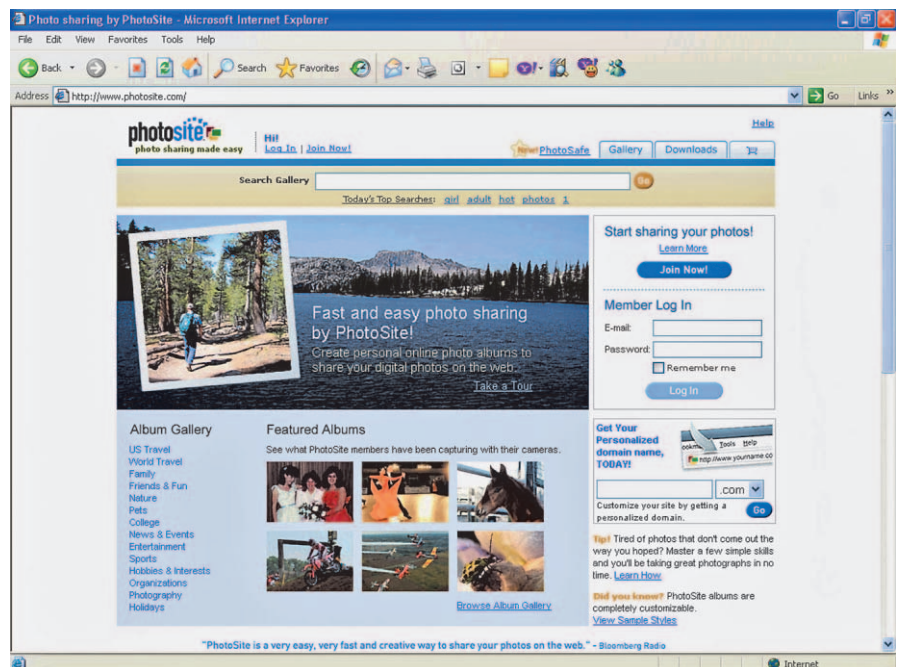 Photo sharing by PhotoSite - Microsoft Internet Explorer
File Edit View Favorites Tools Help
Back Search Favorites
Address http://www.photosite.com/ Go Links »
photosite
photo sharing made easy
Hi!
Log In | Join Now!
Help
New! PhotoSafe Gallery Downloads
Search Gallery Go
Today's Top Searches: girl adult hot photos 1
Fast and easy photo sharing
by PhotoSite!
Create personal online photo albums to
share your digital photos on the web.
Take a Tour
Start sharing your photos!
Learn More
Join Now!
Member Log In
E-mail:
Password:
Remember me
Log In
Album Gallery
US Travel
World Travel
Family
Friends & Fun
Nature
Pets
College
News & Events
Entertainment
Sports
Hobbies & Interests
Organizations
Photography
Holidays
Featured Albums
See what PhotoSite members have been capturing with their cameras.
Browse Album Gallery
Get Your
Personalized
domain name,
TODAY!
Tools Help
http://www.yourname.co
.com
Customize your site by getting a
personalized domain.
Go
Tip! Tired of photos that don't come out the
way you hoped? Master a few simple skills
and you'll be taking great photographs in no
time. Learn How
Did you know? PhotoSite albums are
completely customizable.
View Sample Styles
"PhotoSite is a very easy, very fast and creative way to share your photos on the web." - Bloomberg Radio
Internet